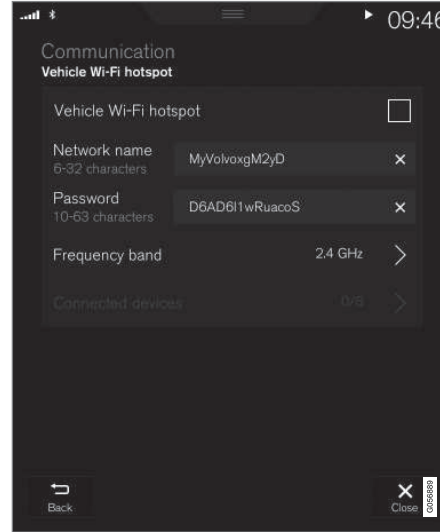 09:46
Communication
Vehicle Wi-Fi hotspot
Vehicle Wi-Fi hotspot
Network name
6-32 characters
MyVolvoxgM2yD
Password
10-63 characters
D6AD6I1wRuacoS
Frequency band
2.4 GHz
Connected devices
0/8
Back
Close
G056889